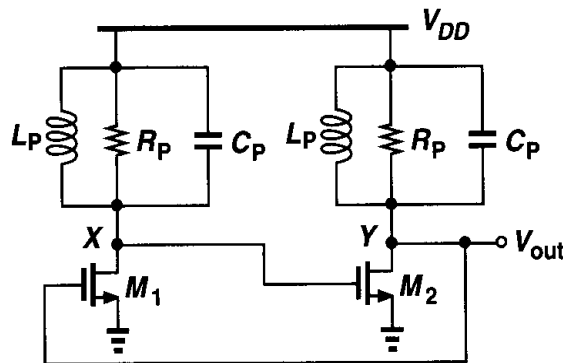 V_DD
L_P R_P C_P L_P R_P C_P
X Y V_out
M_1 M_2